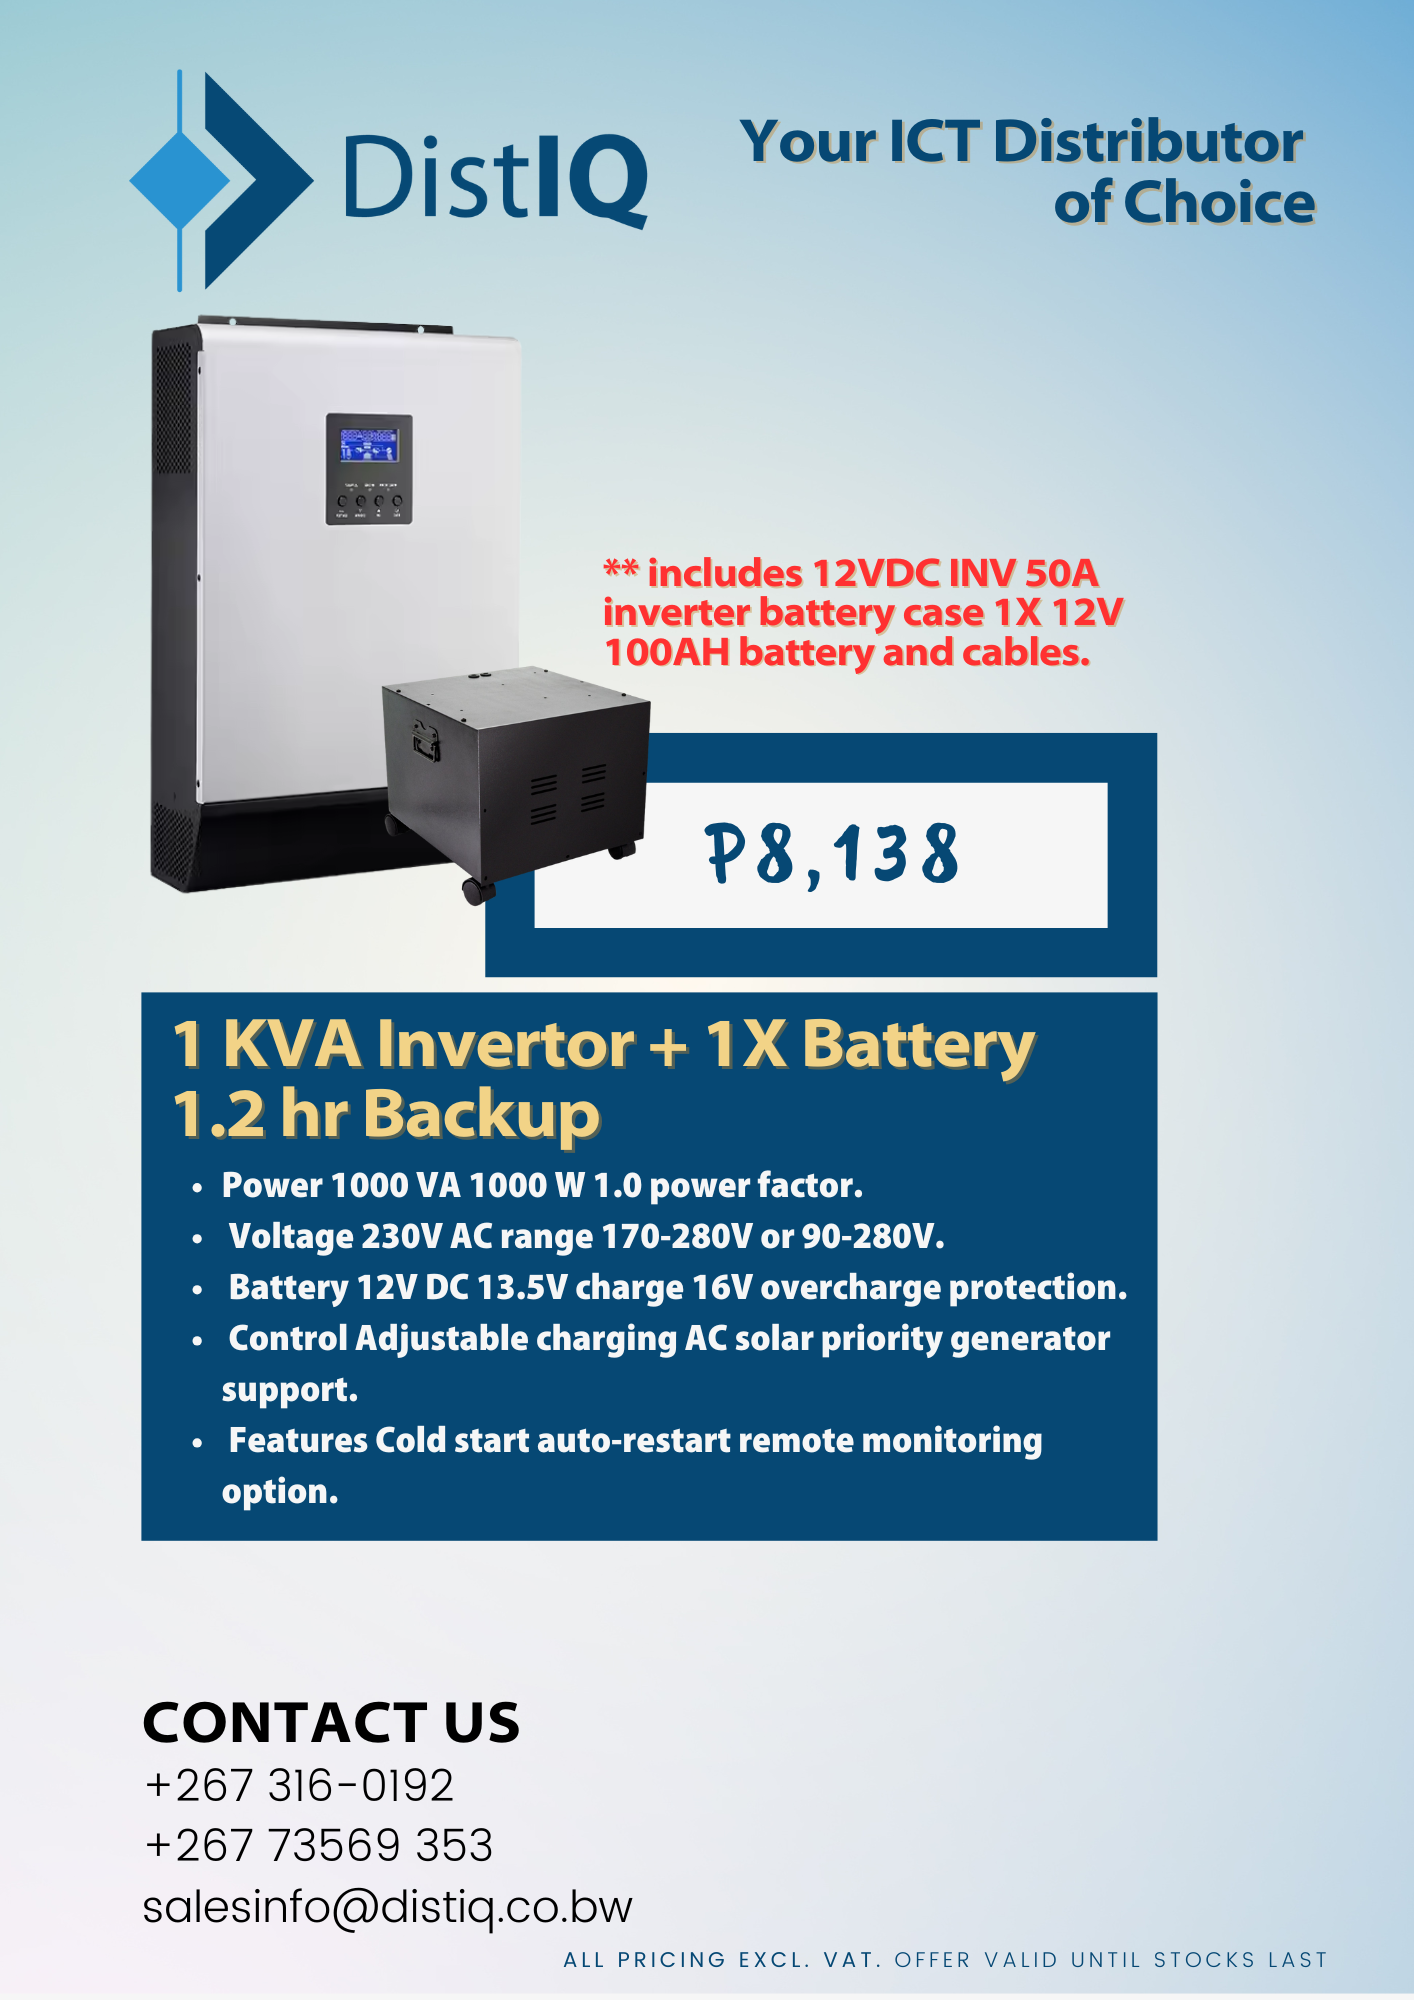 DistIQ
Your ICT Distributor
of Choice
** includes 12VDC INV 50A
inverter battery case 1X 12V
100AH battery and cables.
P8,138
1 KVA Invertor + 1X Battery
1.2 hr Backup
• Power 1000 VA 1000 W 1.0 power factor.
• Voltage 230V AC range 170-280V or 90-280V.
• Battery 12V DC 13.5V charge 16V overcharge protection.
• Control Adjustable charging AC solar priority generator
support.
• Features Cold start auto-restart remote monitoring
option.
CONTACT US
+267 316-0192
+267 73569 353
salesinfo@distiq.co.bw
ALL PRICING EXCL. VAT. OFFER VALID UNTIL STOCKS LAST